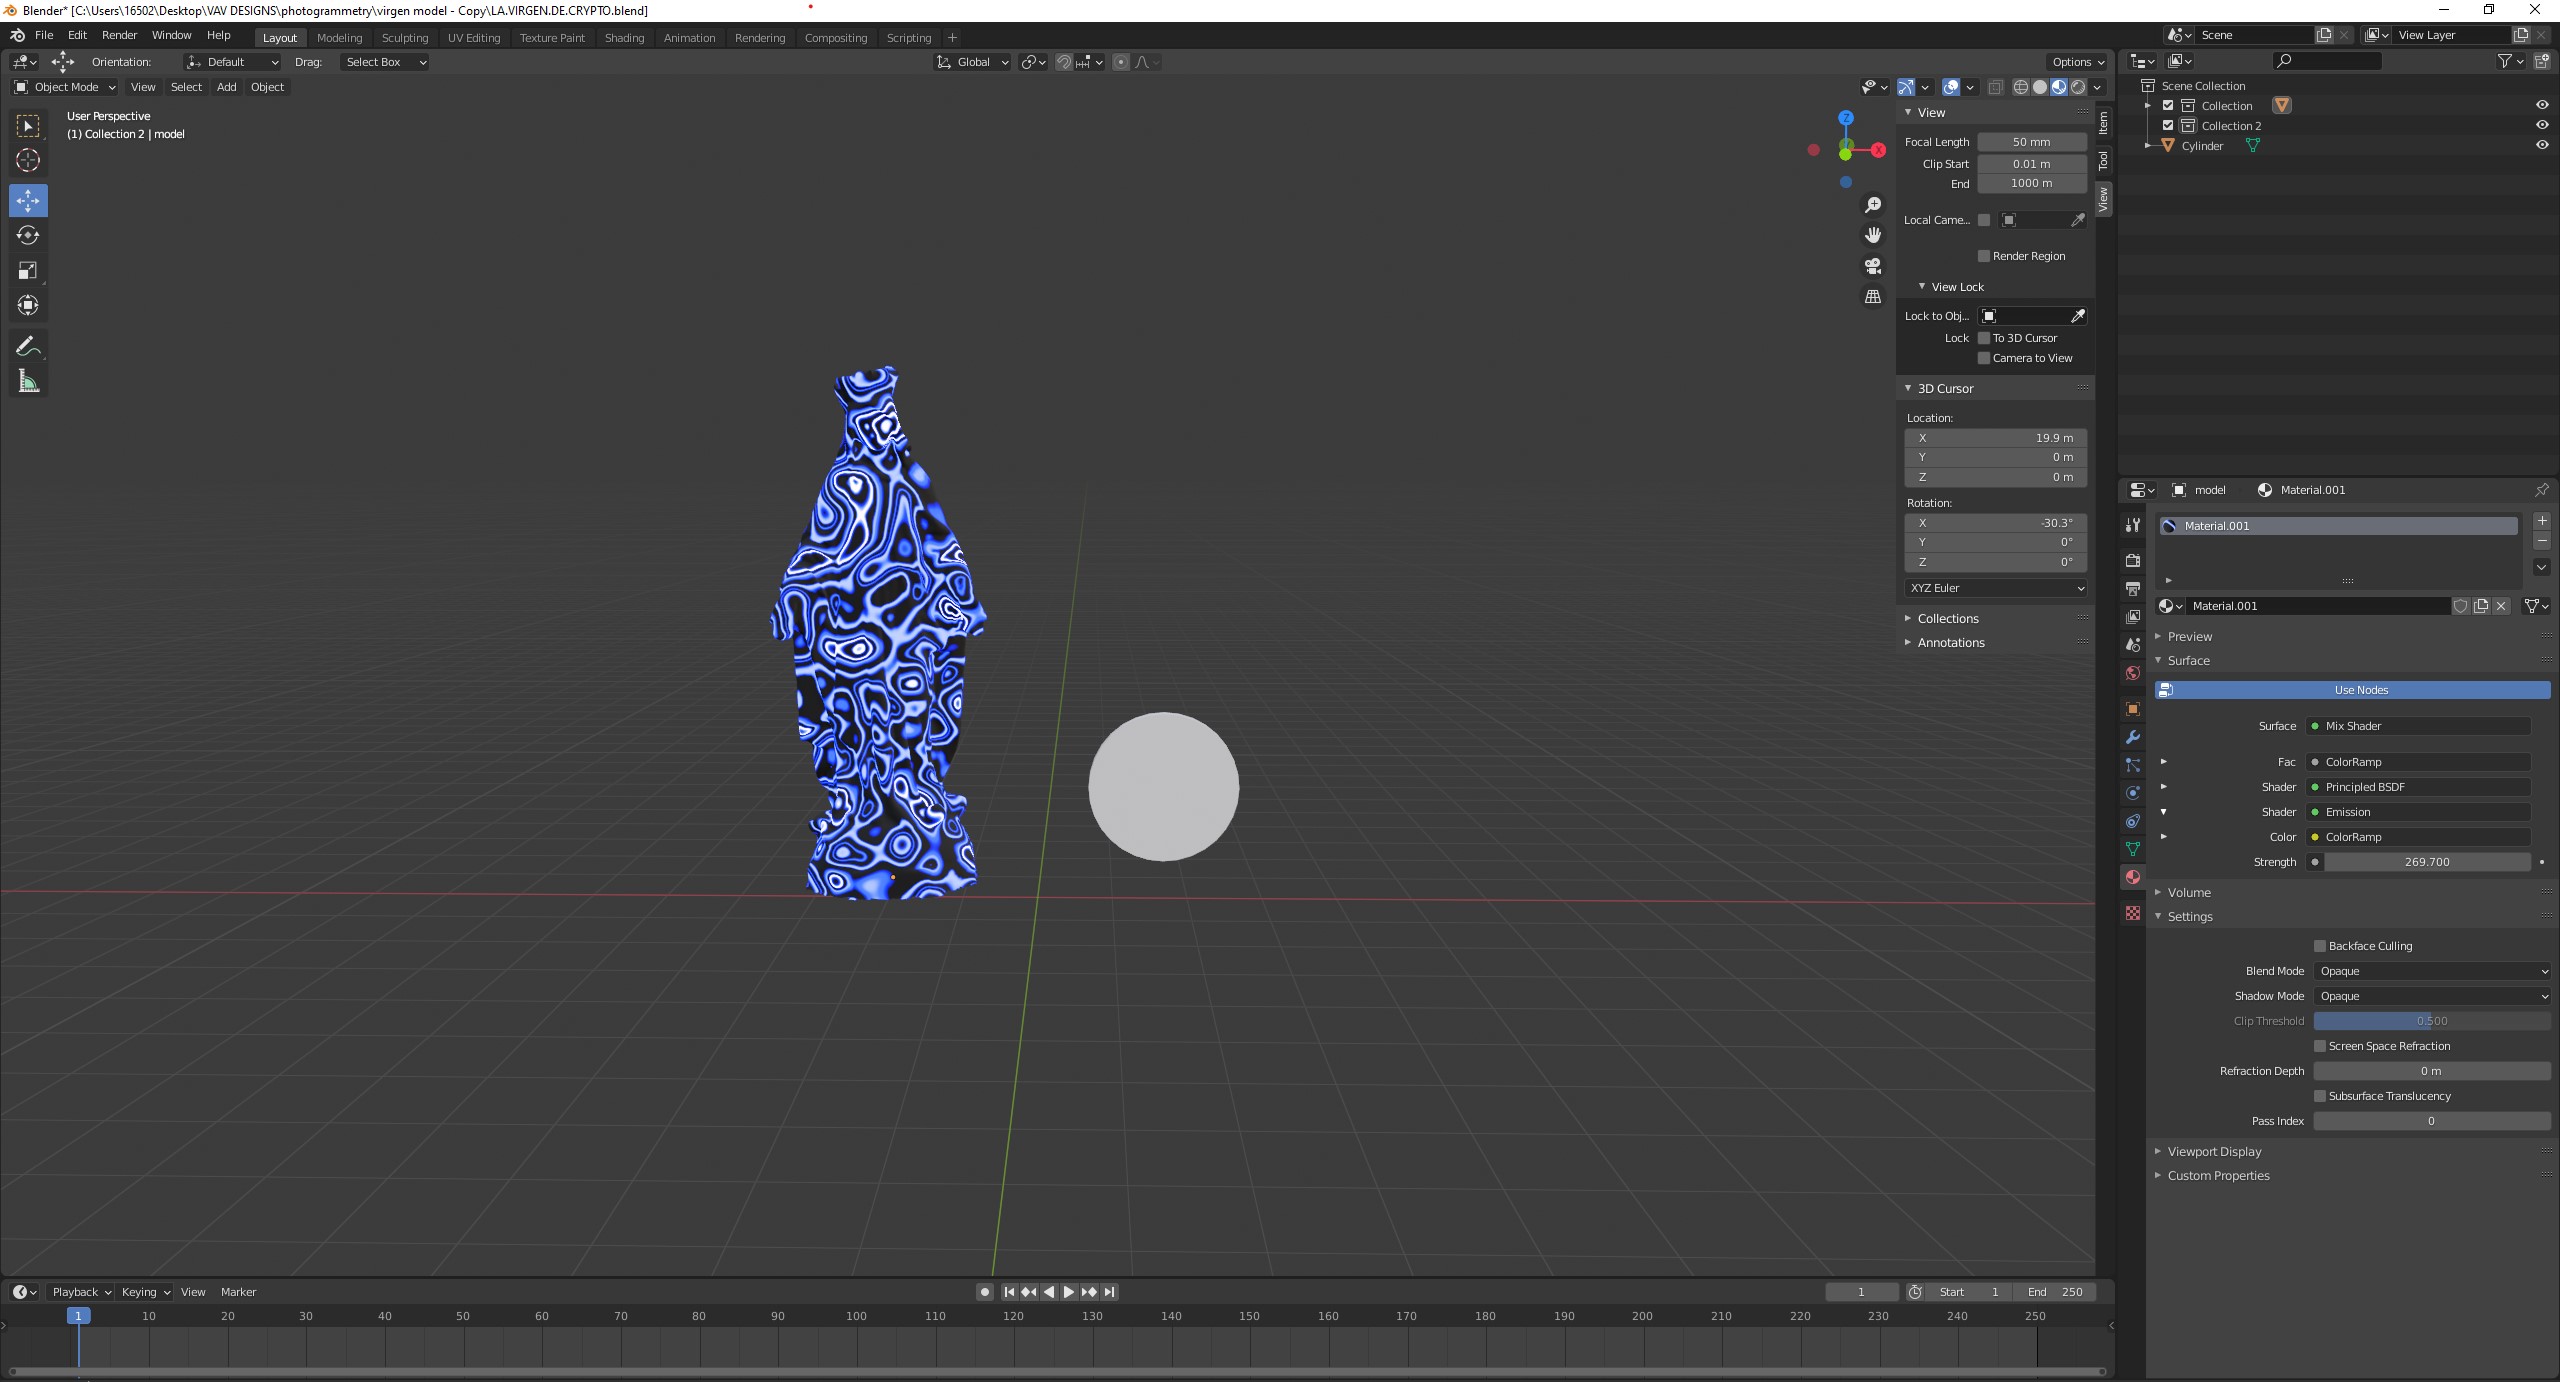 Blender* [C:\Users\16502\Desktop\VAV DESIGNS\photogrammetry\virgen model - Copy\LA.VIRGEN.DE.CRYPTO.blend]
File Edit Render Window Help Layout Modeling Sculpting UV Editing Texture Paint Shading Animation Rendering Compositing Scripting + Scene View Layer
Orientation: Default Drag: Select Box Global Options
Object Mode View Select Add Object
User Perspective
(1) Collection 2 | model
Z
X
View
Focal Length 50 mm
Clip Start 0.01 m
End 1000 m
Local Came...
Render Region
View Lock
Lock to Obj...
Lock To 3D Cursor
Camera to View
3D Cursor
Location:
X 19.9 m
Y 0 m
Z 0 m
Rotation:
X -30.3°
Y 0°
Z 0°
XYZ Euler
Collections
Annotations
Item
Tool
View
Scene Collection
Collection
Collection 2
Cylinder
model Material.001
Material.001
Material.001
Preview
Surface
Use Nodes
Surface Mix Shader
Fac ColorRamp
Shader Principled BSDF
Shader Emission
Color ColorRamp
Strength 269.700
Volume
Settings
Backface Culling
Blend Mode Opaque
Shadow Mode Opaque
Clip Threshold 0.500
Screen Space Refraction
Refraction Depth 0 m
Subsurface Translucency
Pass Index 0
Viewport Display
Custom Properties
Playback Keying View Marker 1 Start 1 End 250
1 10 20 30 40 50 60 70 80 90 100 110 120 130 140 150 160 170 180 190 200 210 220 230 240 250